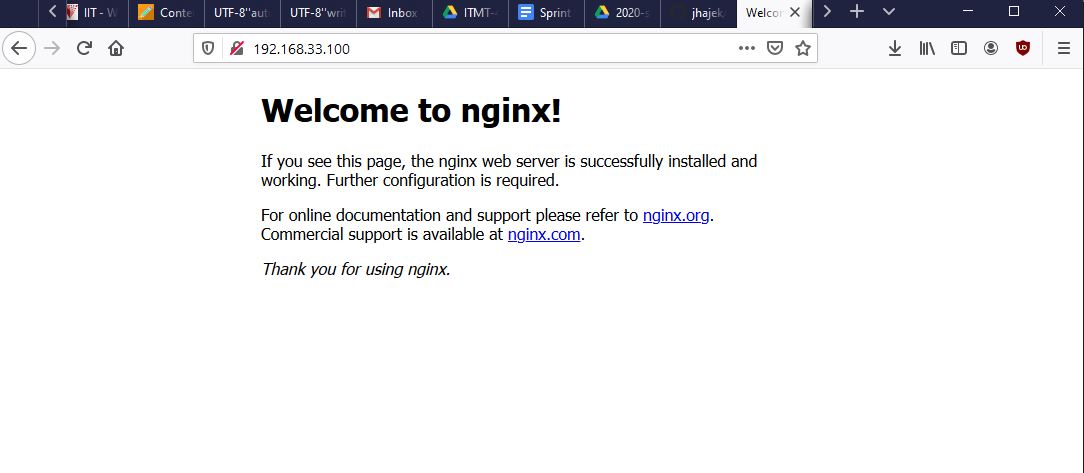 IIT - W
Conte
UTF-8''aut
UTF-8''writ
Inbox
ITMT-4
Sprint
2020-s
jhajek/
Welcom
192.168.33.100
Welcome to nginx!
If you see this page, the nginx web server is successfully installed and
working. Further configuration is required.
For online documentation and support please refer to nginx.org.
Commercial support is available at nginx.com.
Thank you for using nginx.